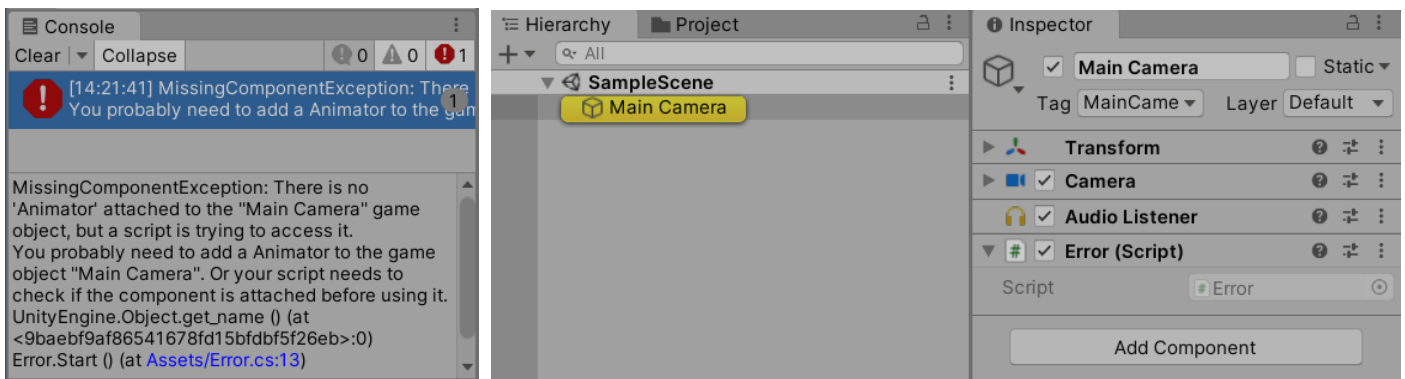 Console
Clear Collapse 0 0 1
[14:21:41] MissingComponentException: There
You probably need to add a Animator to the gam
1
MissingComponentException: There is no
'Animator' attached to the "Main Camera" game
object, but a script is trying to access it.
You probably need to add a Animator to the game
object "Main Camera". Or your script needs to
check if the component is attached before using it.
UnityEngine.Object.get_name () (at
<9baebf9af86541678fd15bfdbf5f26eb>:0)
Error.Start () (at Assets/Error.cs:13)
Hierarchy Project
All
SampleScene
Main Camera
Inspector
Main Camera Static
Tag MainCame Layer Default
Transform
Camera
Audio Listener
# Error (Script)
Script # Error
Add Component